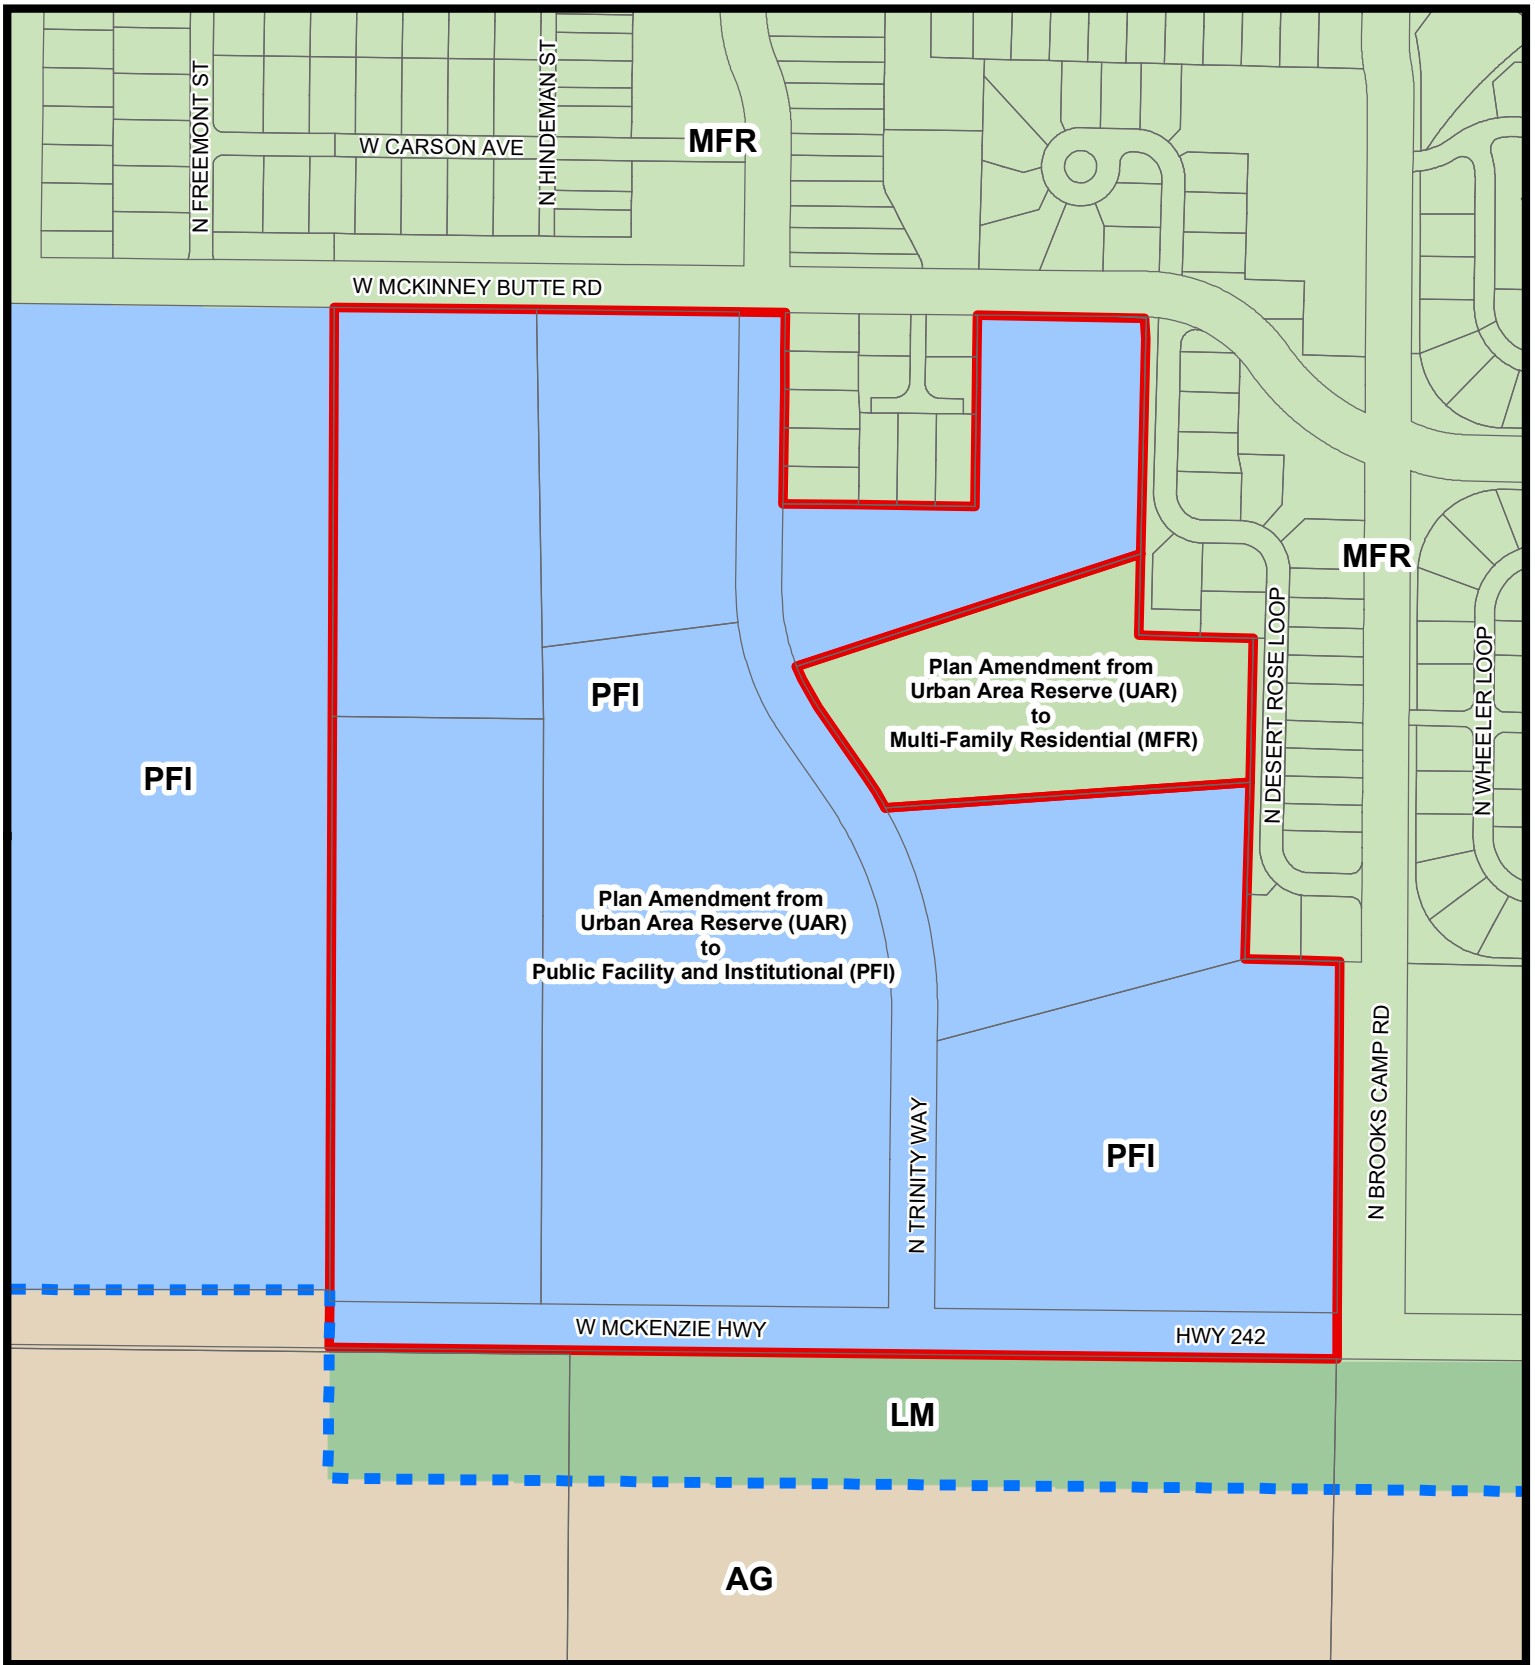 N FREEMONT ST
W CARSON AVE
N HINDEMAN ST
MFR
W MCKINNEY BUTTE RD
MFR
PFI
PFI
Plan Amendment from
Urban Area Reserve (UAR)
to
Multi-Family Residential (MFR)
N DESERT ROSE LOOP
N WHEELER LOOP
Plan Amendment from
Urban Area Reserve (UAR)
to
Public Facility and Institutional (PFI)
N TRINITY WAY
PFI
N BROOKS CAMP RD
W MCKENZIE HWY
HWY 242
LM
AG